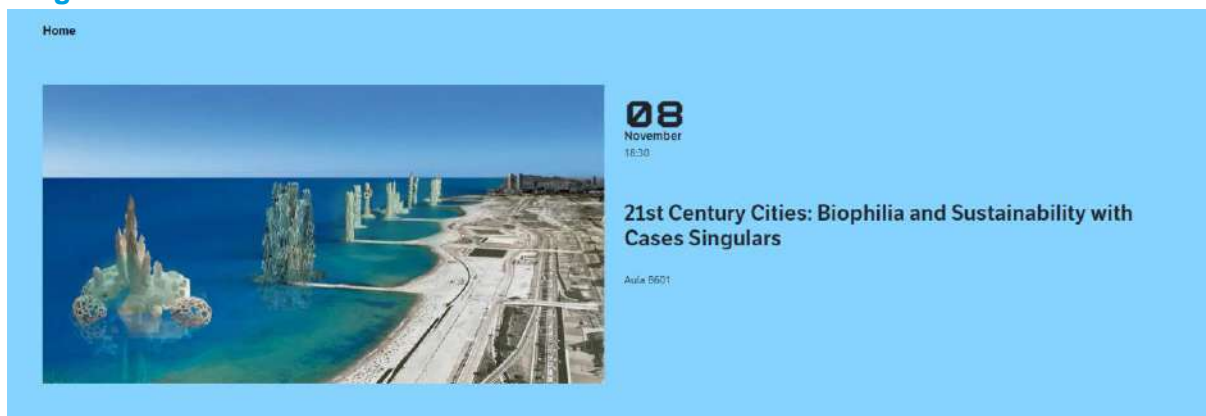 Home
08
November
18:30
21st Century Cities: Biophilia and Sustainability with
Cases Singulars
Aula B601